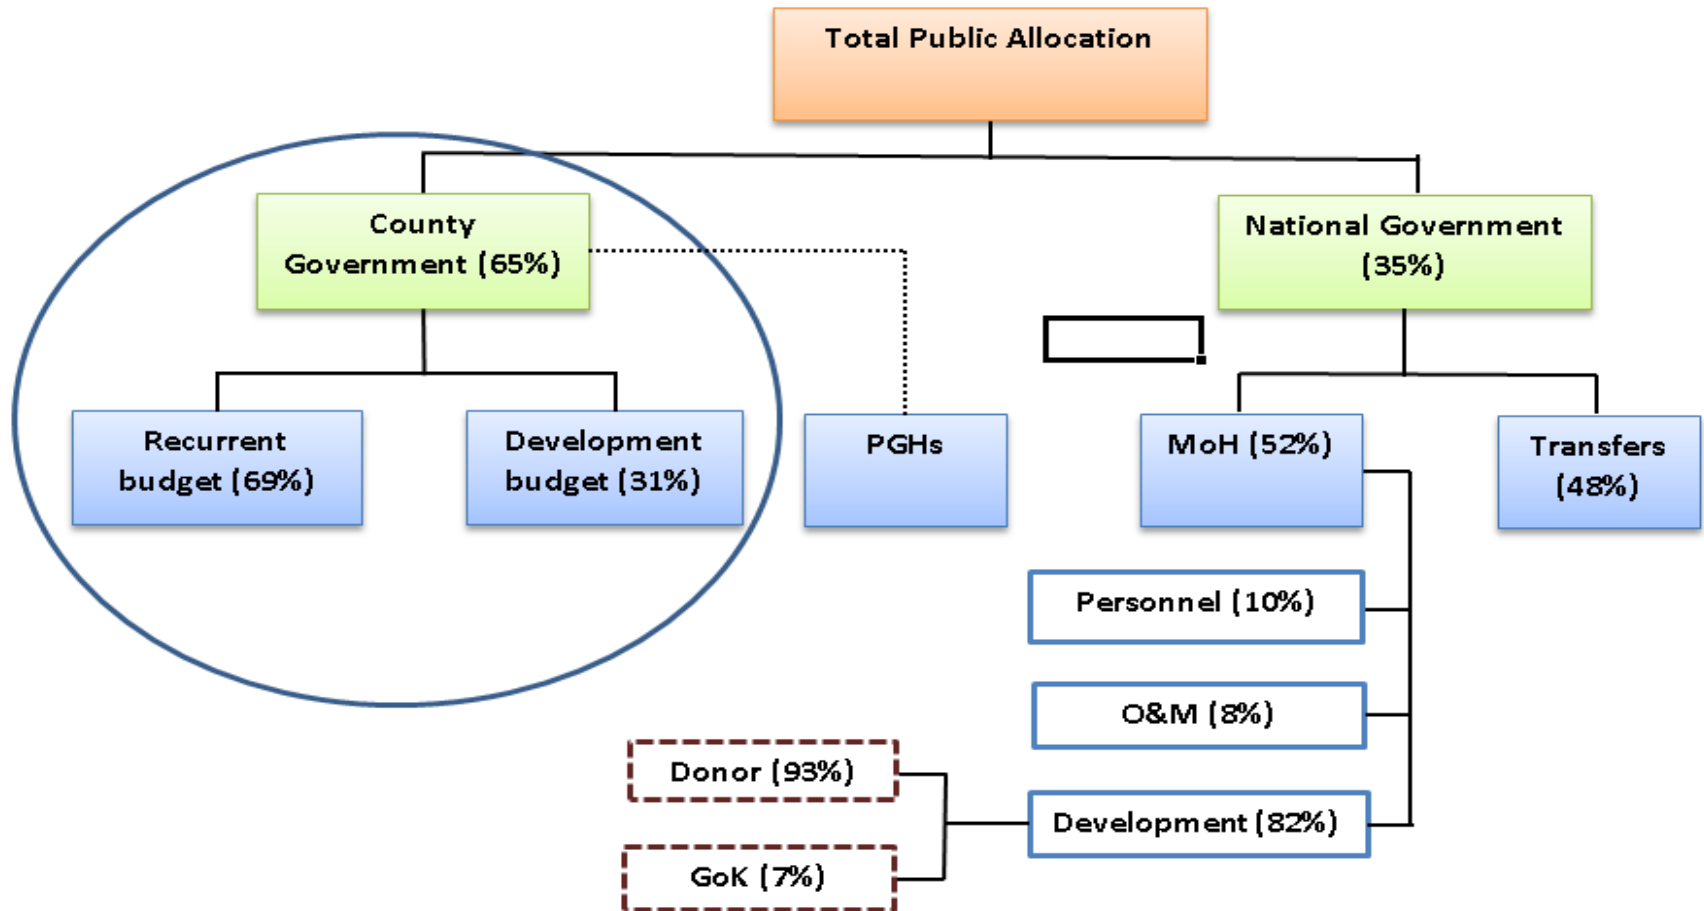 Total Public Allocation
County
Government (65%)
National Government
(35%)
Recurrent
budget (69%)
Development
budget (31%)
PGHs
MoH (52%)
Transfers
(48%)
Personnel (10%)
O&M (8%)
Donor (93%)
Development (82%)
GoK (7%)